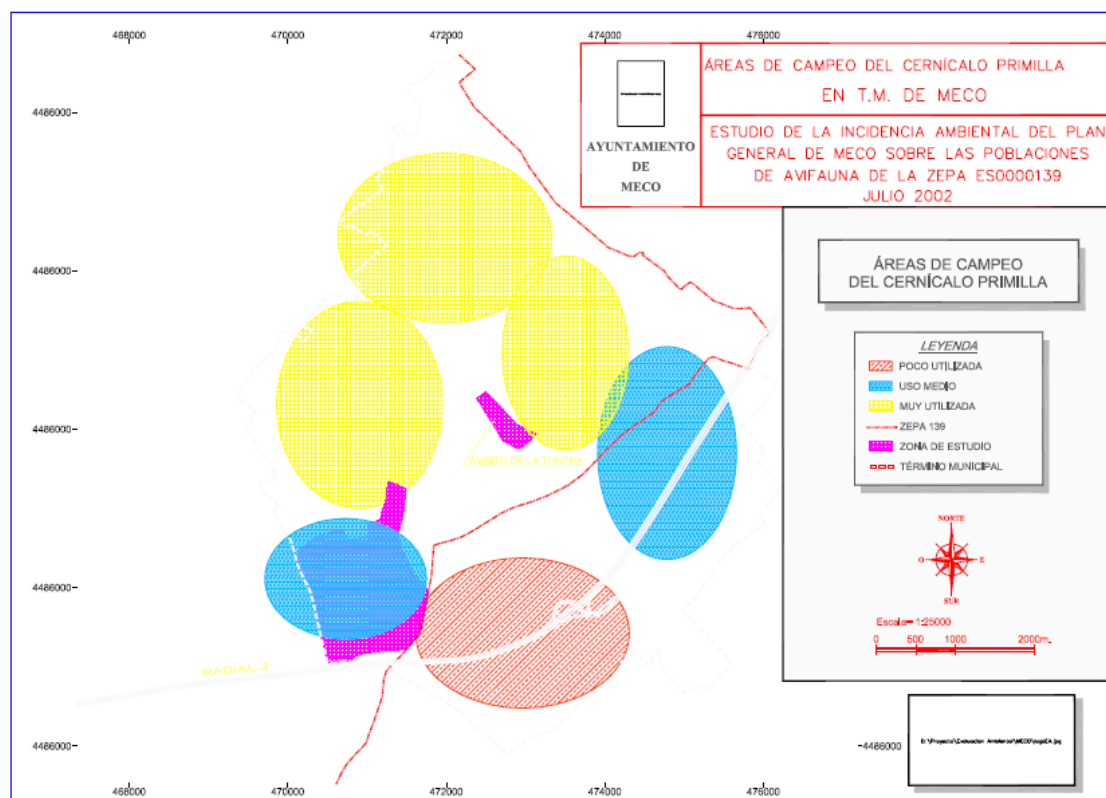 468000 470000 472000 474000 476000
4486000
4486000
4486000
4486000
4486000
4486000
AYUNTAMIENTO
DE
MECO
ÁREAS DE CAMPEO DEL CERNÍCALO PRIMILLA
EN T.M. DE MECO
ESTUDIO DE LA INCIDENCIA AMBIENTAL DEL PLAN
GENERAL DE MECO SOBRE LAS POBLACIONES
DE AVIFAUNA DE LA ZEPA ES0000139
JULIO 2002
ÁREAS DE CAMPEO
DEL CERNÍCALO PRIMILLA
LEYENDA
POCO UTILIZADA
USO MEDIO
MUY UTILIZADA
ZEPA 139
ZONA DE ESTUDIO
TÉRMINO MUNICIPAL
NORTE
O E
SUR
Escala= 1:25000
0 500 1000 2000m.
ÁMBITO DE LA TORERA
RADIAL-2
468000 470000 472000 474000 476000